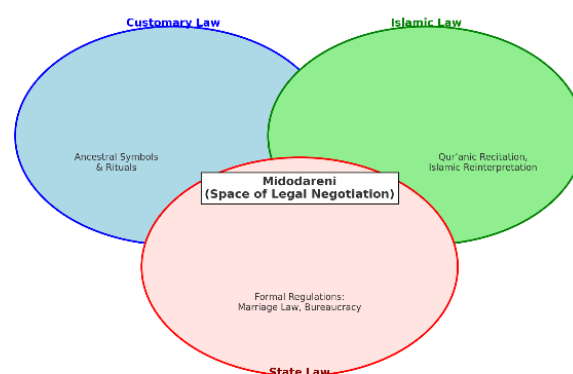 Customary Law
Islamic Law
Ancestral Symbols
& Rituals
Qur'anic Recitation,
Islamic Reinterpretation
Midodareni
(Space of Legal Negotiation)
Formal Regulations:
Marriage Law, Bureaucracy
State Law